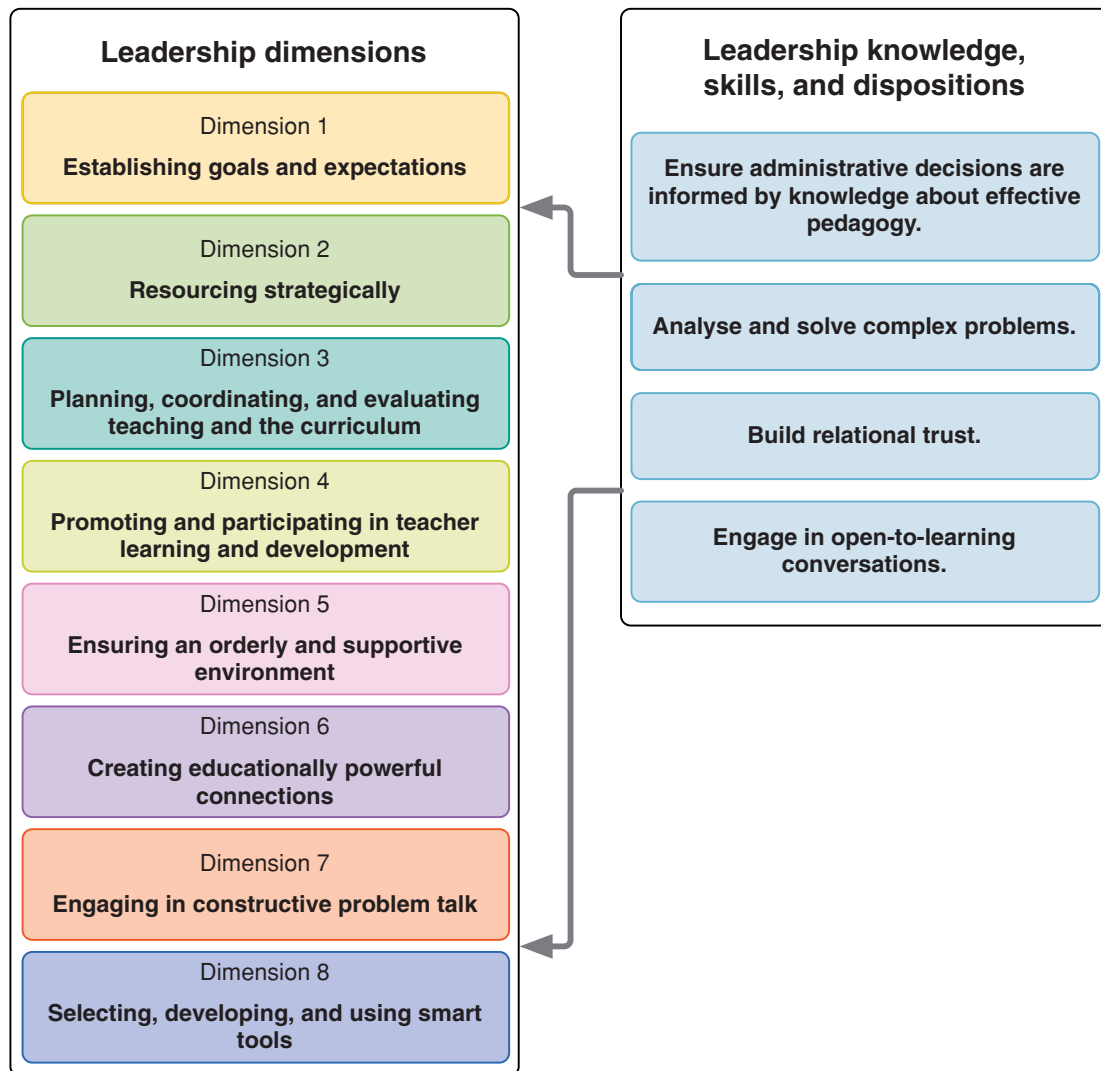 Leadership dimensions
Dimension 1
Establishing goals and expectations
Dimension 2
Resourcing strategically
Dimension 3
Planning, coordinating, and evaluating
teaching and the curriculum
Dimension 4
Promoting and participating in teacher
learning and development
Dimension 5
Ensuring an orderly and supportive
environment
Dimension 6
Creating educationally powerful
connections
Dimension 7
Engaging in constructive problem talk
Dimension 8
Selecting, developing, and using smart
tools
Leadership knowledge,
skills, and dispositions
Ensure administrative decisions are
informed by knowledge about effective
pedagogy.
Analyse and solve complex problems.
Build relational trust.
Engage in open-to-learning
conversations.